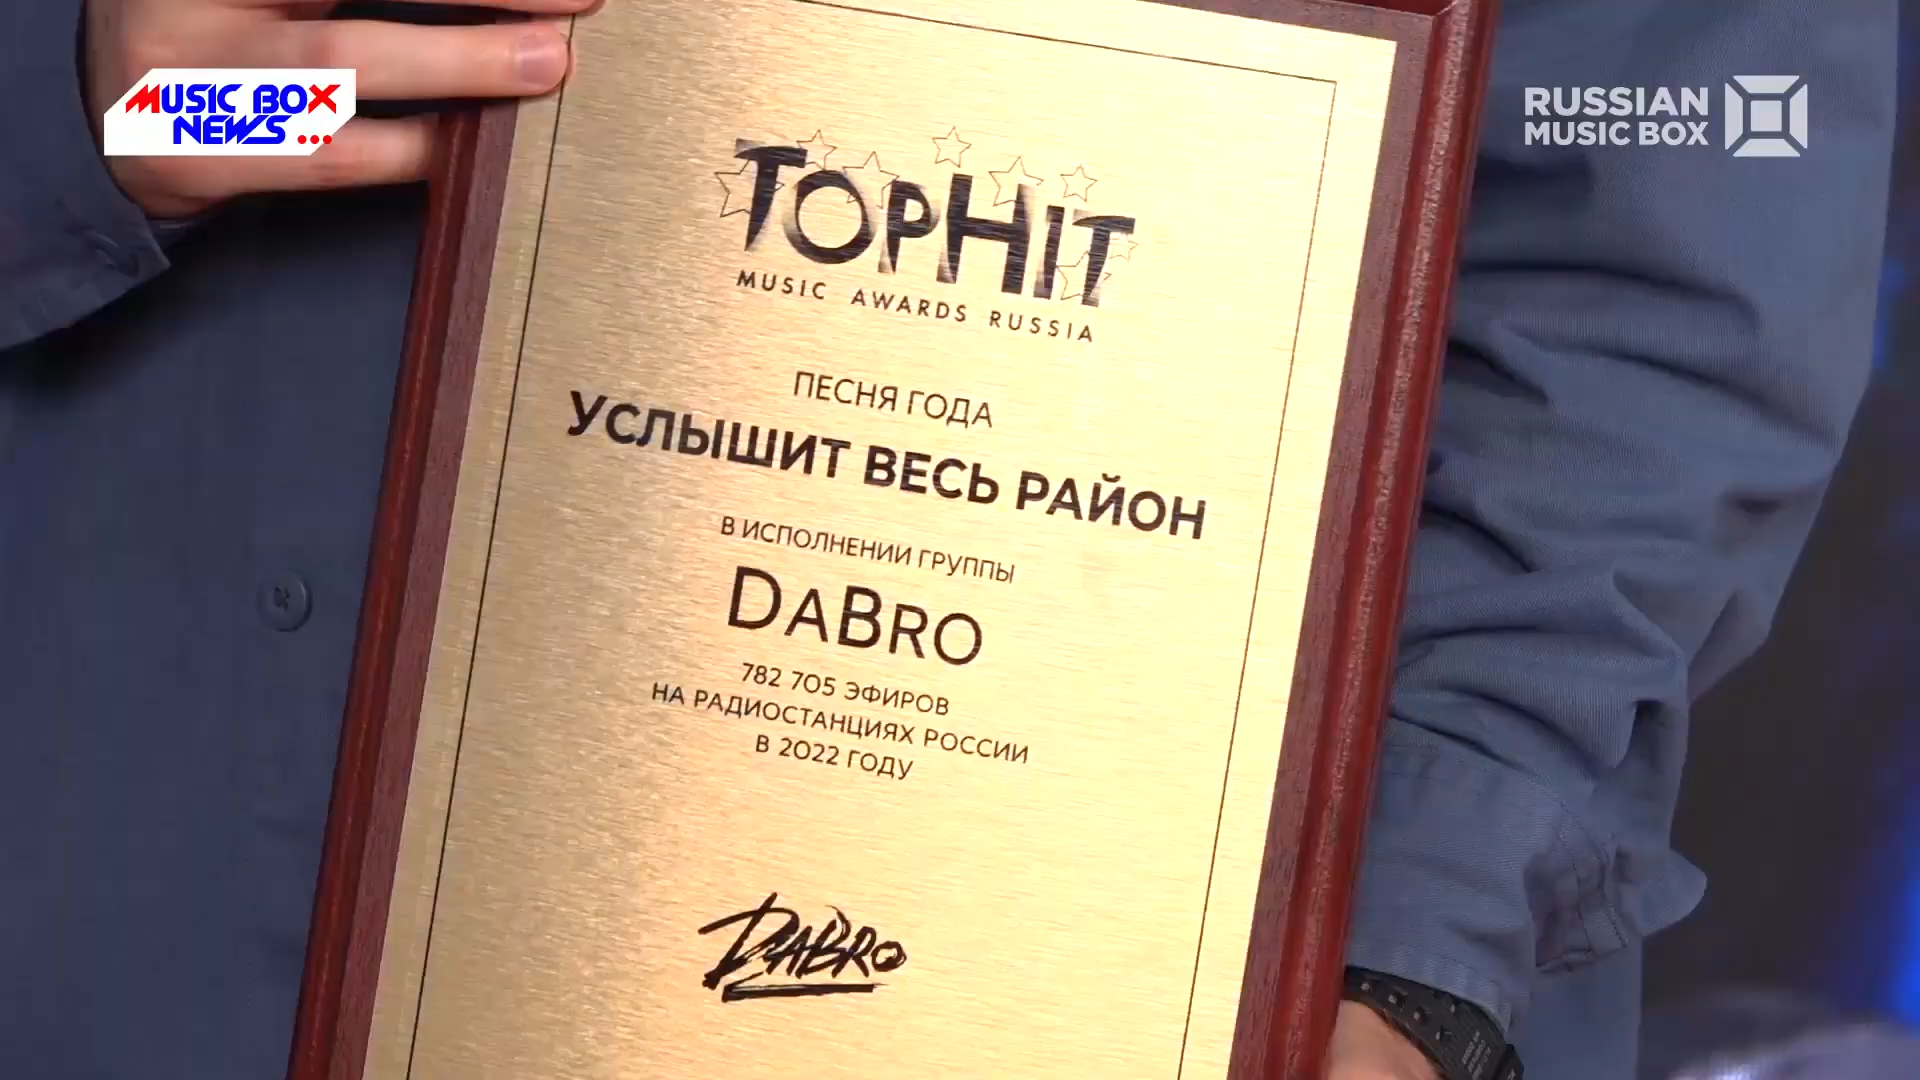 MUSIC BOX
NEWS...
RUSSIAN
MUSIC BOX
TOPHIT
MUSIC AWARDS RUSSIA
ПЕСНЯ ГОДА
УСЛЫШИТ ВЕСЬ РАЙОН
В ИСПОЛНЕНИИ ГРУППЫ
DABRO
782 705 ЭФИРОВ
НА РАДИОСТАНЦИЯХ РОССИИ
В 2022 ГОДУ
DABRO